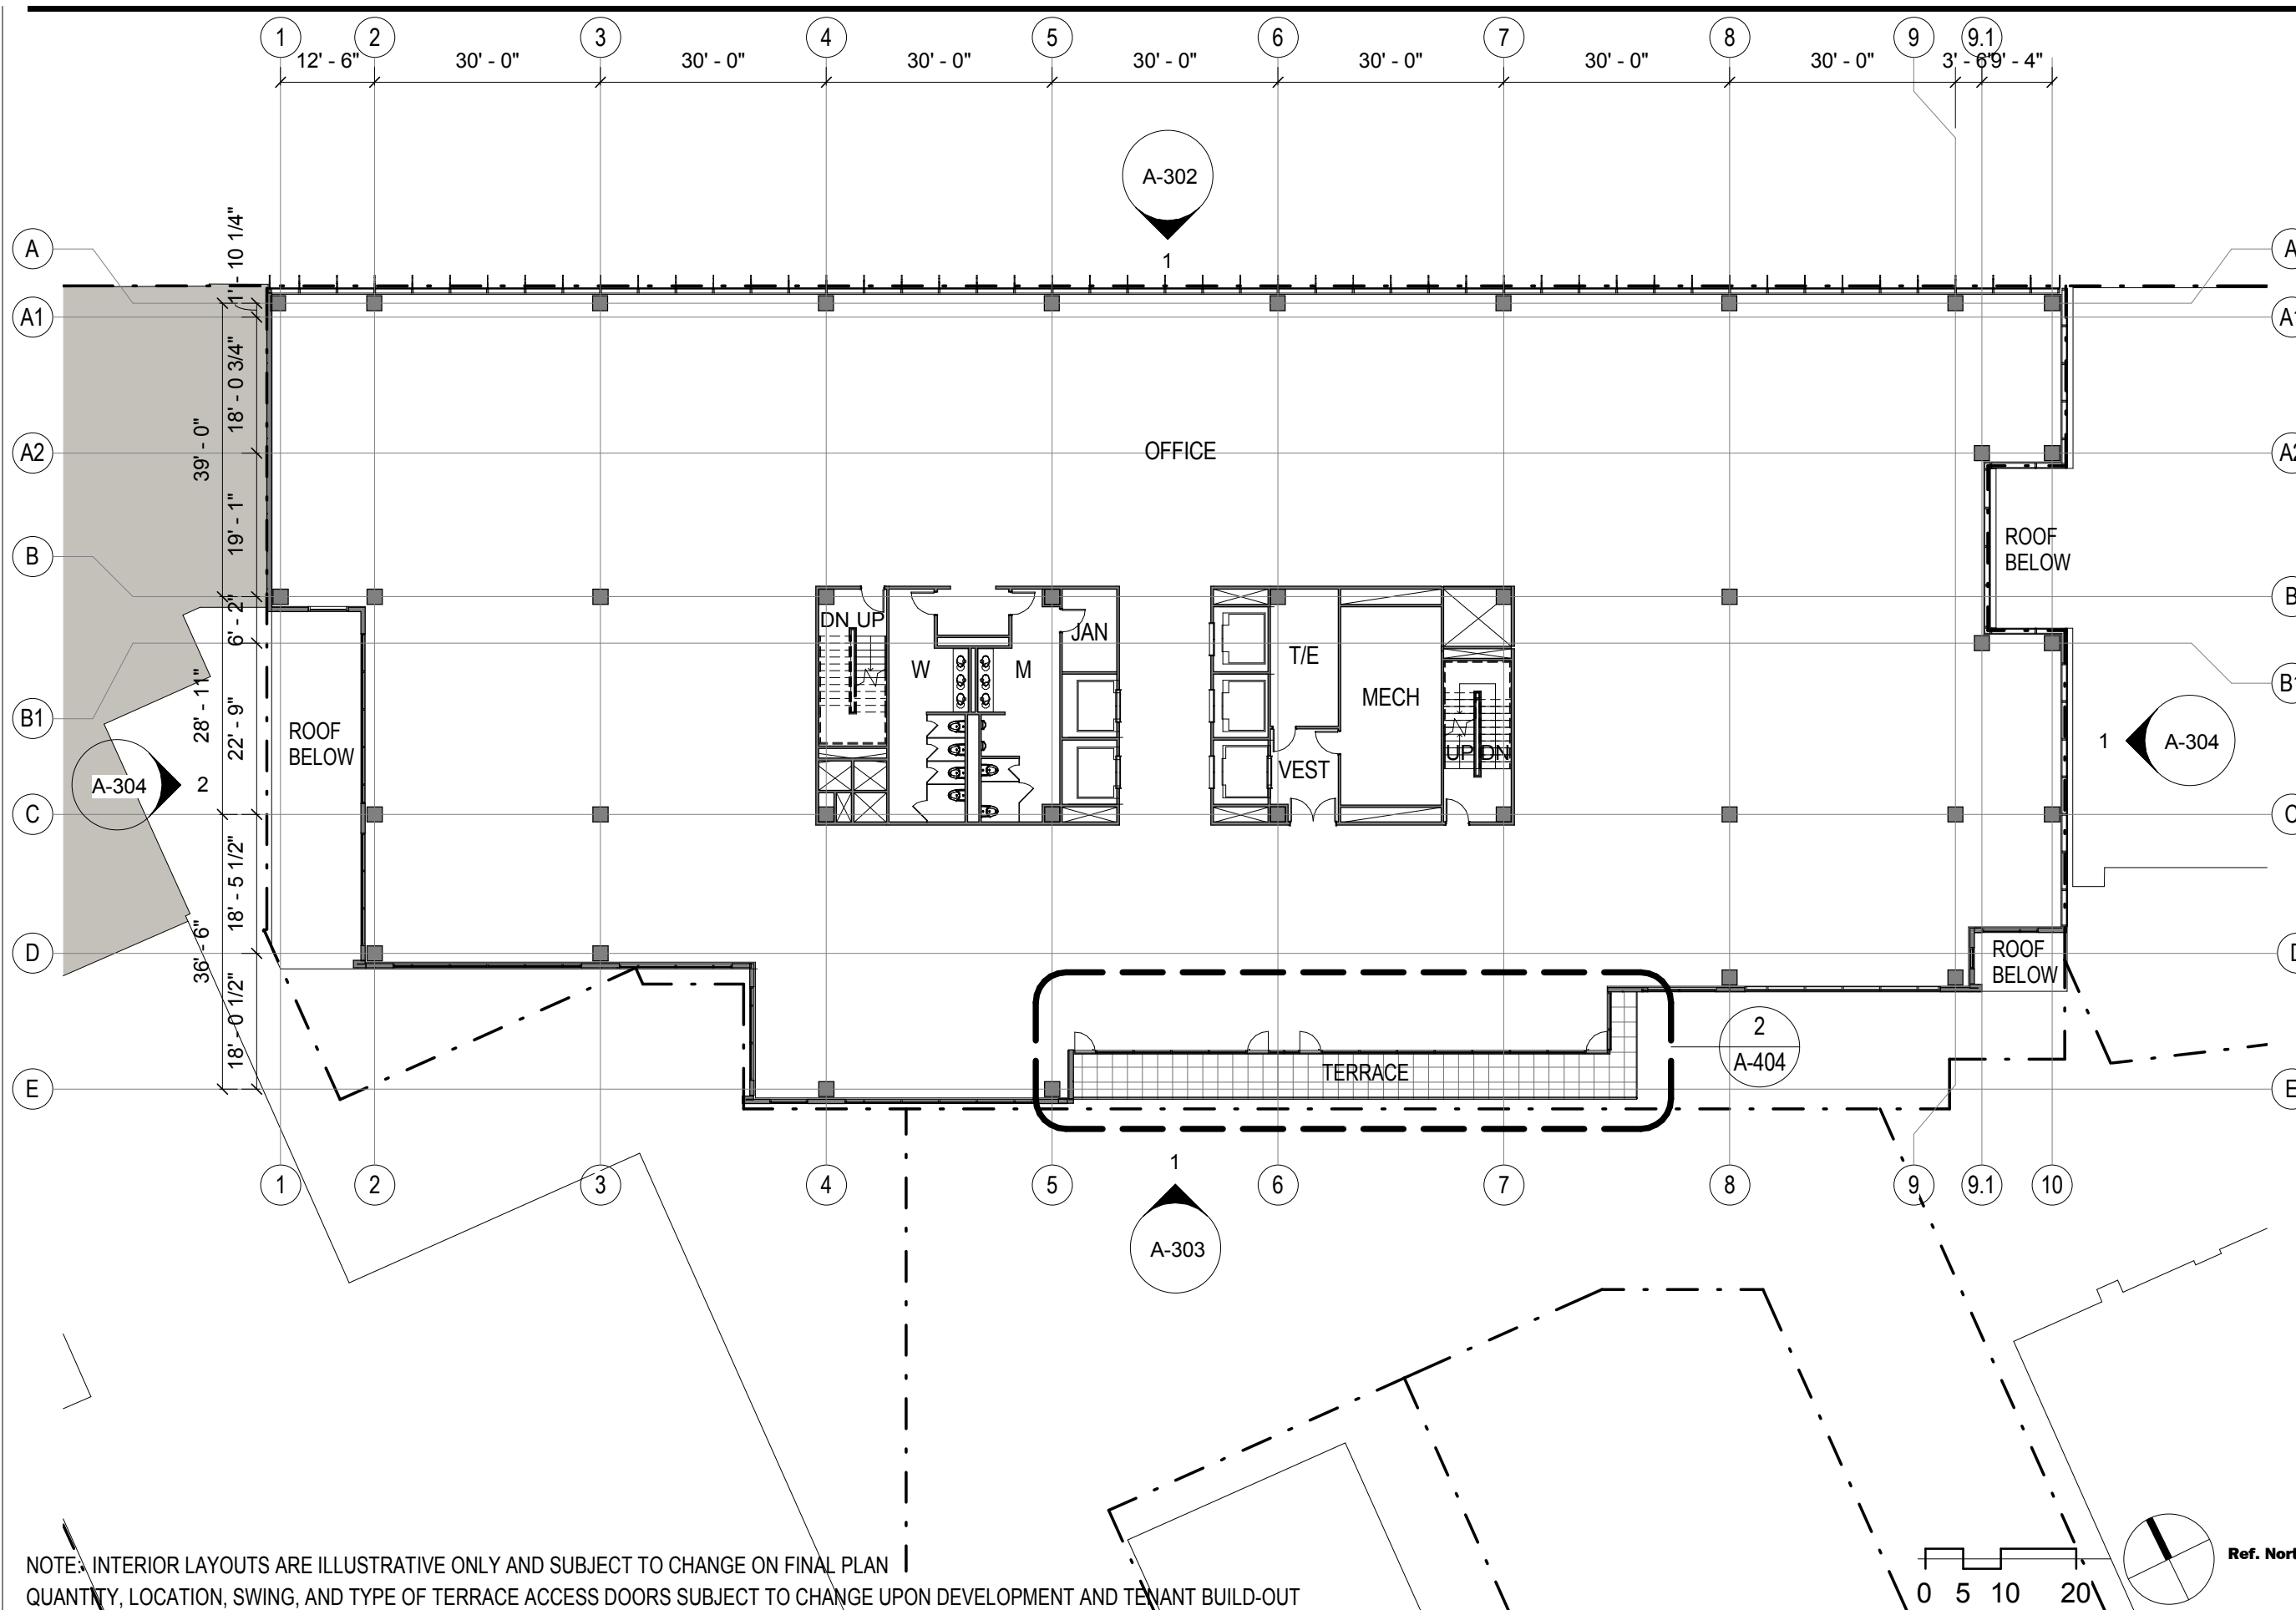 1 2 3 4 5 6 7 8 9 9.1
12' - 6" 30' - 0" 30' - 0" 30' - 0" 30' - 0" 30' - 0" 30' - 0" 30' - 0" 3' - 6" 9' - 4"
A-302
1
A A
1' - 10 1/4"
A1 A1
18' - 0 3/4"
39' - 0"
A2 OFFICE A2
19' - 1"
ROOF
BELOW
B B
6' - 2"
DN UP
JAN
W M T/E
MECH
B1 B1
28' - 11"
22' - 9"
ROOF
BELOW
UP DN
VEST
A-304
2
1
A-304
C C
18' - 5 1/2"
36' - 6"
D D
ROOF
BELOW
18' - 0 1/2"
2
A-404
TERRACE
E E
1
1 2 3 4 5 6 7 8 9 9.1 10
A-303
NOTE: INTERIOR LAYOUTS ARE ILLUSTRATIVE ONLY AND SUBJECT TO CHANGE ON FINAL PLAN
QUANTITY, LOCATION, SWING, AND TYPE OF TERRACE ACCESS DOORS SUBJECT TO CHANGE UPON DEVELOPMENT AND TENANT BUILD-OUT
0 5 10 20
Ref. Nort